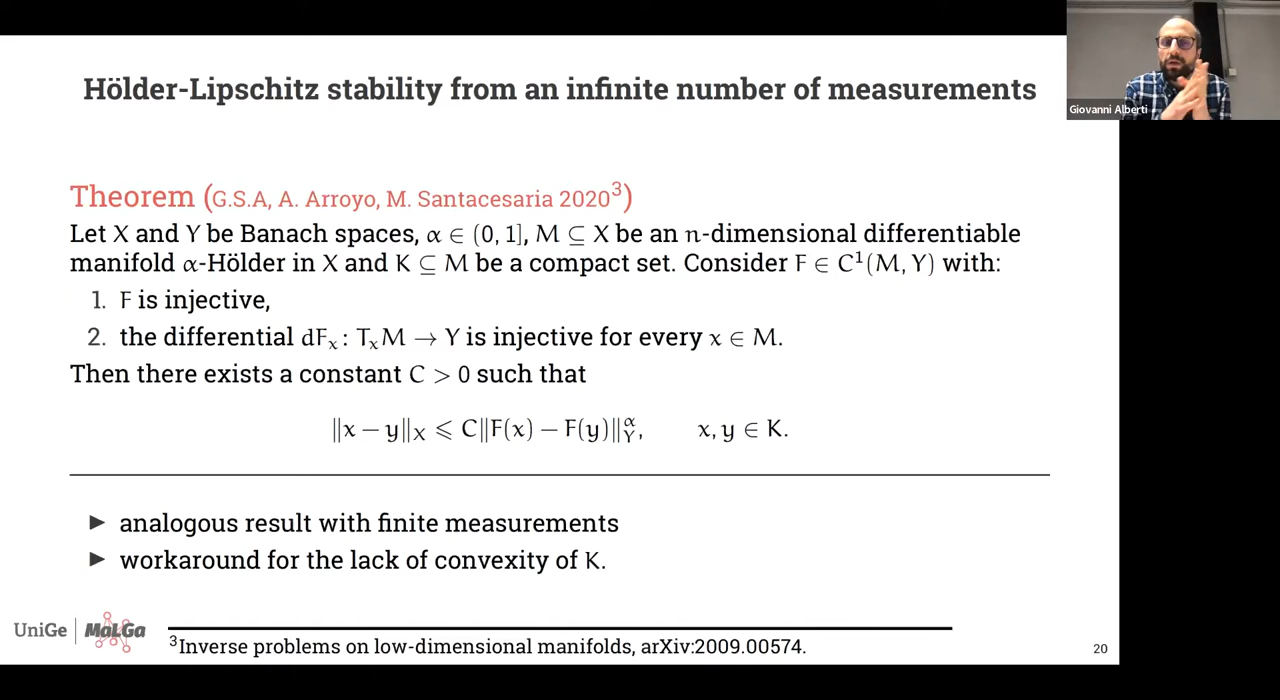 Hölder-Lipschitz stability from an infinite number of measurements
Giovanni Alberti
Theorem (G.S.A, A. Arroyo, M. Santacesaria 2020³)
Let X and Y be Banach spaces, α ∈ (0, 1], M ⊆ X be an n-dimensional differentiable
manifold α-Hölder in X and K ⊆ M be a compact set. Consider F ∈ C¹(M, Y) with:
1. F is injective,
2. the differential dFₓ : TₓM → Y is injective for every x ∈ M.
Then there exists a constant C > 0 such that
‖x − y‖_X ⩽ C‖F(x) − F(y)‖_Y^α, x, y ∈ K.
▶ analogous result with finite measurements
▶ workaround for the lack of convexity of K.
UniGe | MaLGa
³Inverse problems on low-dimensional manifolds, arXiv:2009.00574.
20